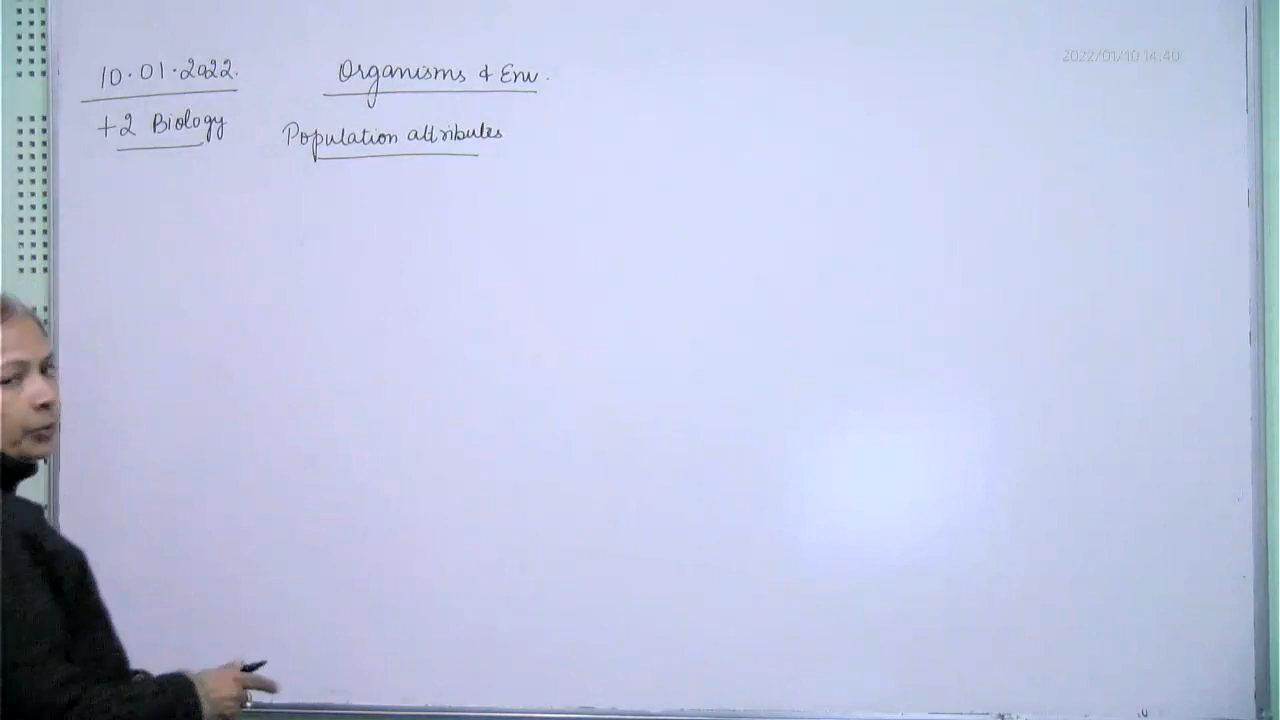 10.01.2022.
Organisms & Env.
+2 Biology
Population attributes
2022/01/10 14:40